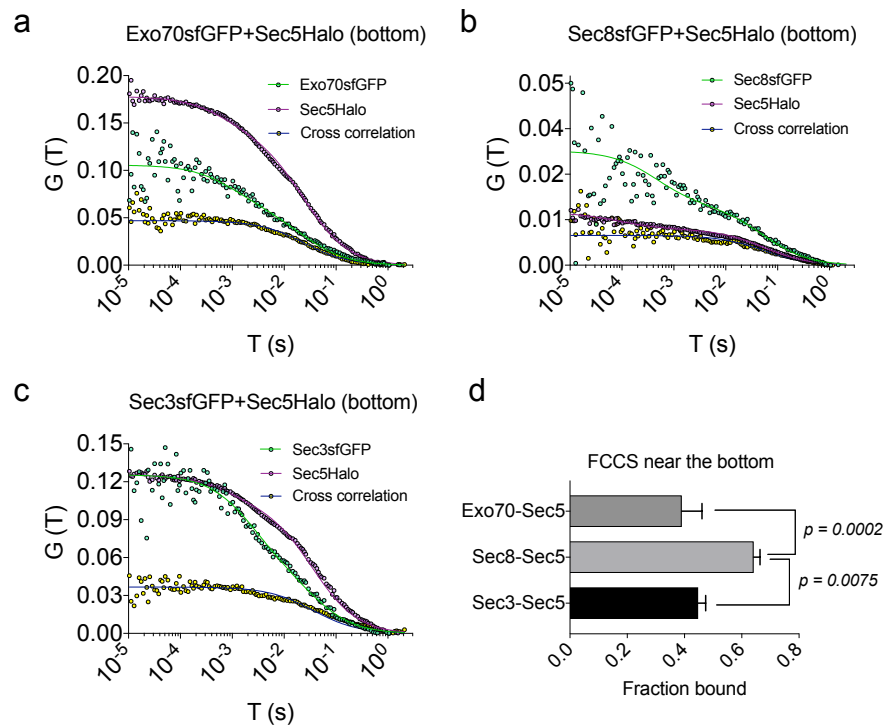 a
Exo70sfGFP+Sec5Halo (bottom)
0.20
0.15
0.10
0.05
0.00
G (T)
Exo70sfGFP
Sec5Halo
Cross correlation
10-5
10-4
10-3
10-2
10-1
100
T (s)
b
Sec8sfGFP+Sec5Halo (bottom)
0.05
0.04
0.02
0.01
0.00
G (T)
Sec8sfGFP
Sec5Halo
Cross correlation
10-5
10-4
10-3
10-2
10-1
100
T (s)
c
Sec3sfGFP+Sec5Halo (bottom)
0.15
0.12
0.09
0.06
0.03
0.00
G (T)
Sec3sfGFP
Sec5Halo
Cross correlation
10-5
10-4
10-3
10-2
10-1
100
T (s)
d
FCCS near the bottom
Exo70-Sec5
Sec8-Sec5
Sec3-Sec5
p = 0.0002
p = 0.0075
0.0
0.2
0.4
0.6
0.8
Fraction bound